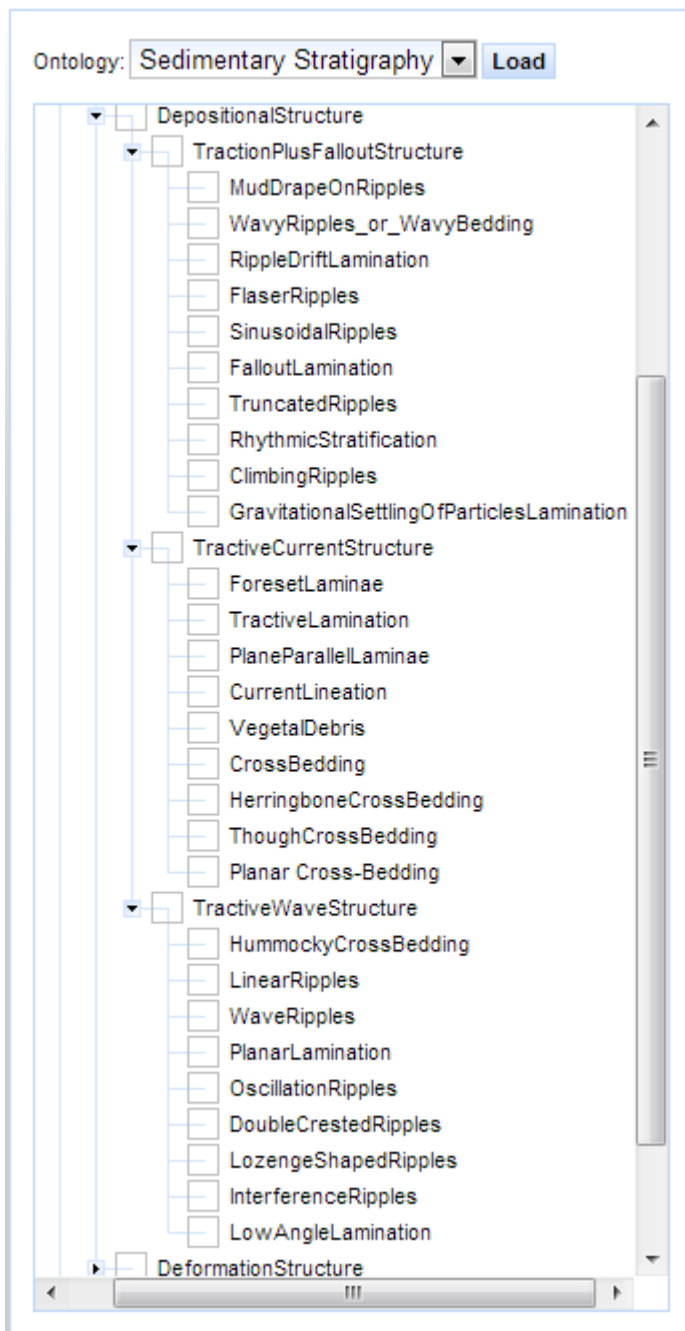 Ontology: Sedimentary Stratigraphy Load
DepositionalStructure
TractionPlusFalloutStructure
MudDrapeOnRipples
WavyRipples_or_WavyBedding
RippleDriftLamination
FlaserRipples
SinusoidalRipples
FalloutLamination
TruncatedRipples
RhythmicStratification
ClimbingRipples
GravitationalSettlingOfParticlesLamination
TractiveCurrentStructure
ForesetLaminae
TractiveLamination
PlaneParallelLaminae
CurrentLineation
VegetalDebris
CrossBedding
HerringboneCrossBedding
ThoughCrossBedding
Planar Cross-Bedding
TractiveWaveStructure
HummockyCrossBedding
LinearRipples
WaveRipples
PlanarLamination
OscillationRipples
DoubleCrestedRipples
LozengeShapedRipples
InterferenceRipples
LowAngleLamination
DeformationStructure